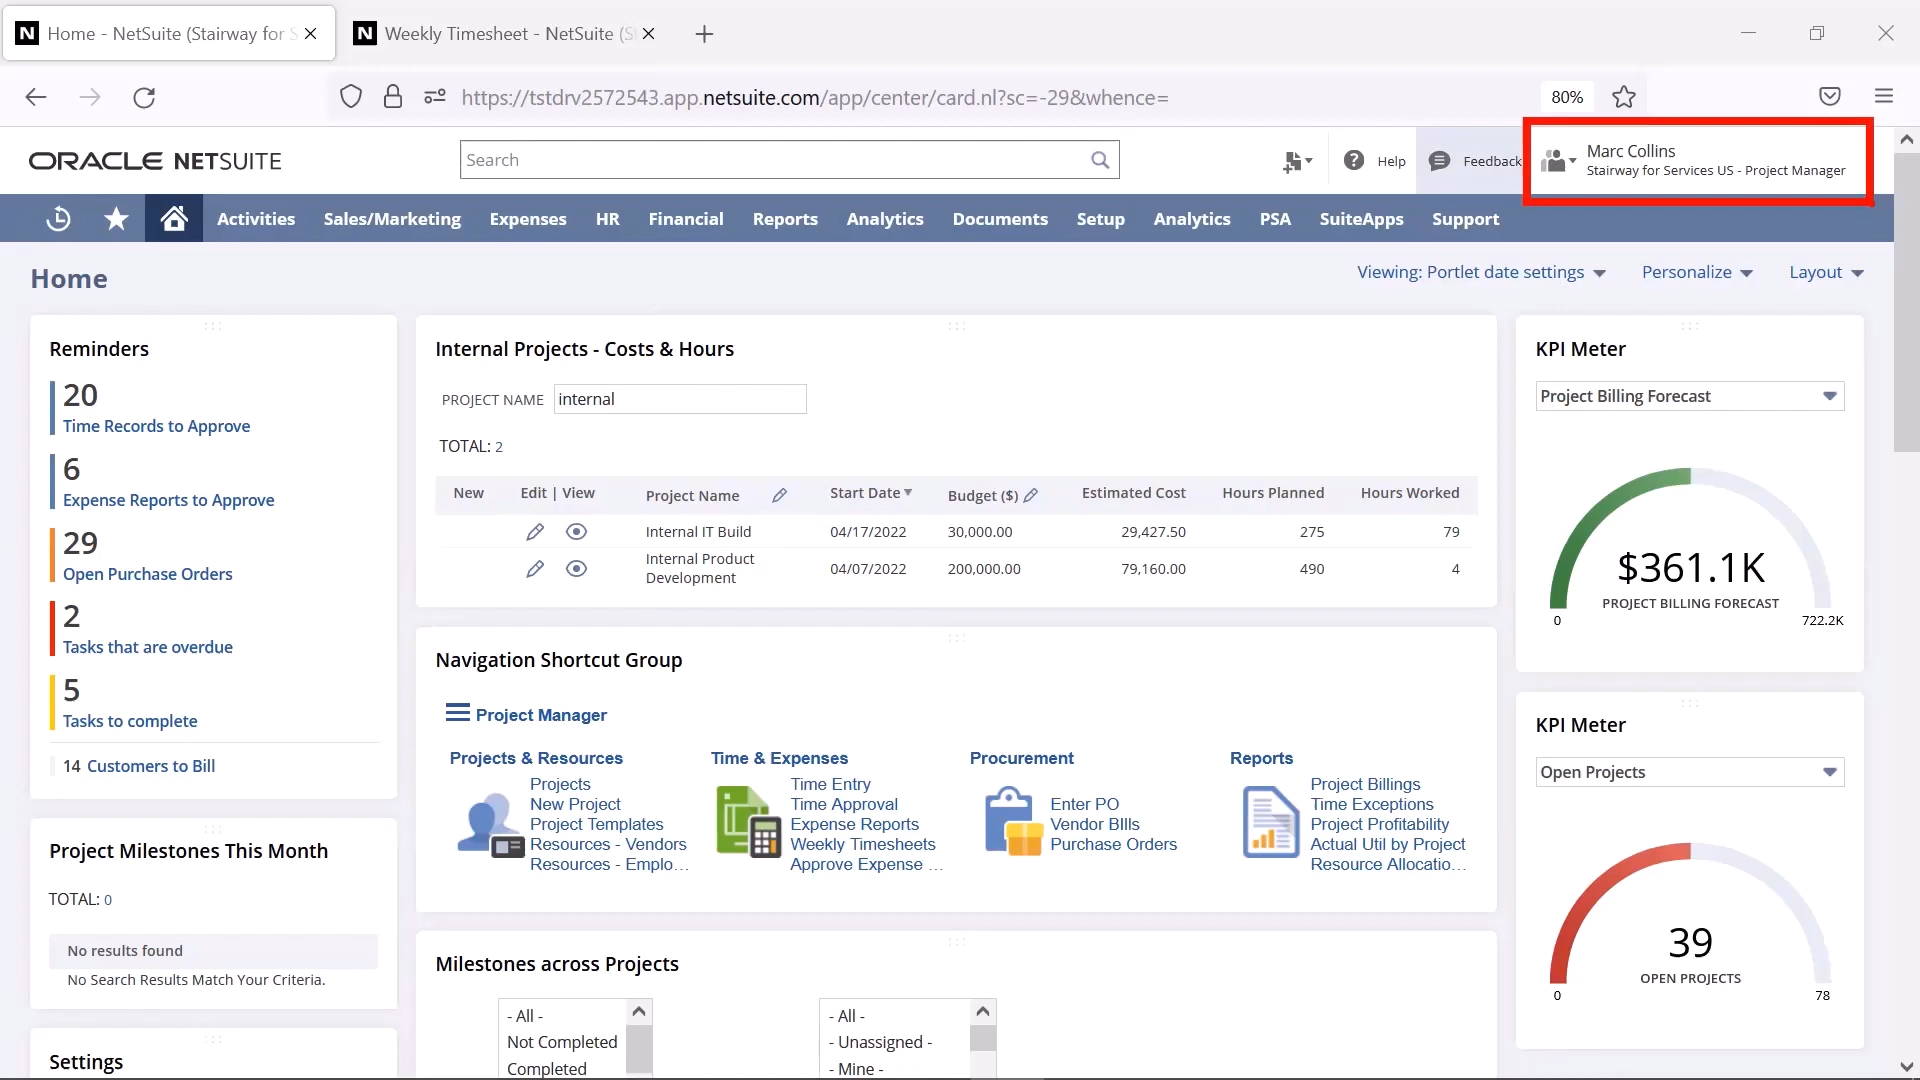 Home - NetSuite (Stairway for S
Weekly Timesheet - NetSuite (St
https://tstdrv2572543.app.netsuite.com/app/center/card.nl?sc=-29&whence=
80%
ORACLE NETSUITE
Search
Help
Feedback
Marc Collins
Stairway for Services US - Project Manager
Activities
Sales/Marketing
Expenses
HR
Financial
Reports
Analytics
Documents
Setup
Analytics
PSA
SuiteApps
Support
Home
Viewing: Portlet date settings
Personalize
Layout
Reminders
20
Time Records to Approve
6
Expense Reports to Approve
29
Open Purchase Orders
2
Tasks that are overdue
5
Tasks to complete
14 Customers to Bill
Project Milestones This Month
TOTAL: 0
No results found
No Search Results Match Your Criteria.
Settings
Internal Projects - Costs & Hours
PROJECT NAME internal
TOTAL: 2
New Edit | View Project Name Start Date Budget ($) Estimated Cost Hours Planned Hours Worked
Internal IT Build 04/17/2022 30,000.00 29,427.50 275 79
Internal Product
Development 04/07/2022 200,000.00 79,160.00 490 4
Navigation Shortcut Group
Project Manager
Projects & Resources
Projects
New Project
Project Templates
Resources - Vendors
Resources - Emplo...
Time & Expenses
Time Entry
Time Approval
Expense Reports
Weekly Timesheets
Approve Expense ...
Procurement
Enter PO
Vendor BIlls
Purchase Orders
Reports
Project Billings
Time Exceptions
Project Profitability
Actual Util by Project
Resource Allocatio...
Milestones across Projects
- All -
Not Completed
Completed
- All -
- Unassigned -
- Mine -
KPI Meter
Project Billing Forecast
$361.1K
PROJECT BILLING FORECAST
0
722.2K
KPI Meter
Open Projects
39
OPEN PROJECTS
0
78